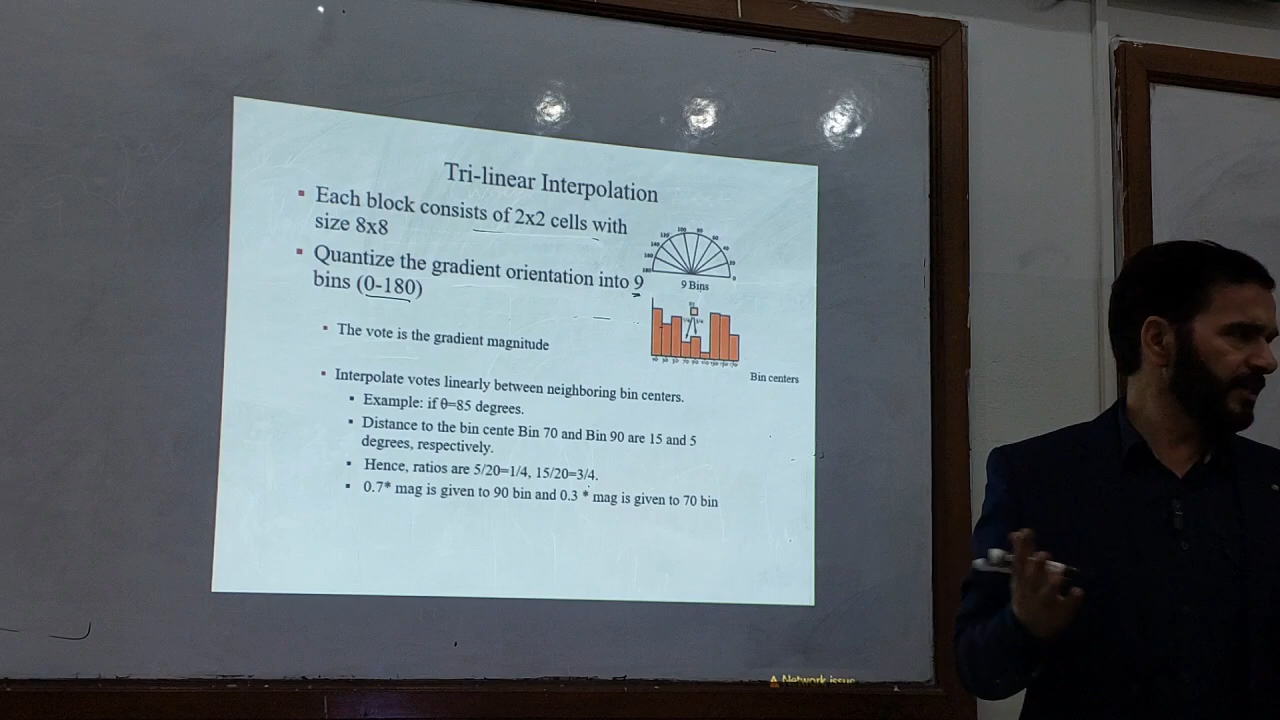 Tri-linear Interpolation
▪ Each block consists of 2x2 cells with
size 8x8
▪ Quantize the gradient orientation into 9
bins (0-180)
9 Bins
▪ The vote is the gradient magnitude
Bin centers
▪ Interpolate votes linearly between neighboring bin centers.
▪ Example: if θ=85 degrees.
▪ Distance to the bin cente Bin 70 and Bin 90 are 15 and 5
degrees, respectively.
▪ Hence, ratios are 5/20=1/4, 15/20=3/4.
▪ 0.7* mag is given to 90 bin and 0.3 * mag is given to 70 bin
Network issue